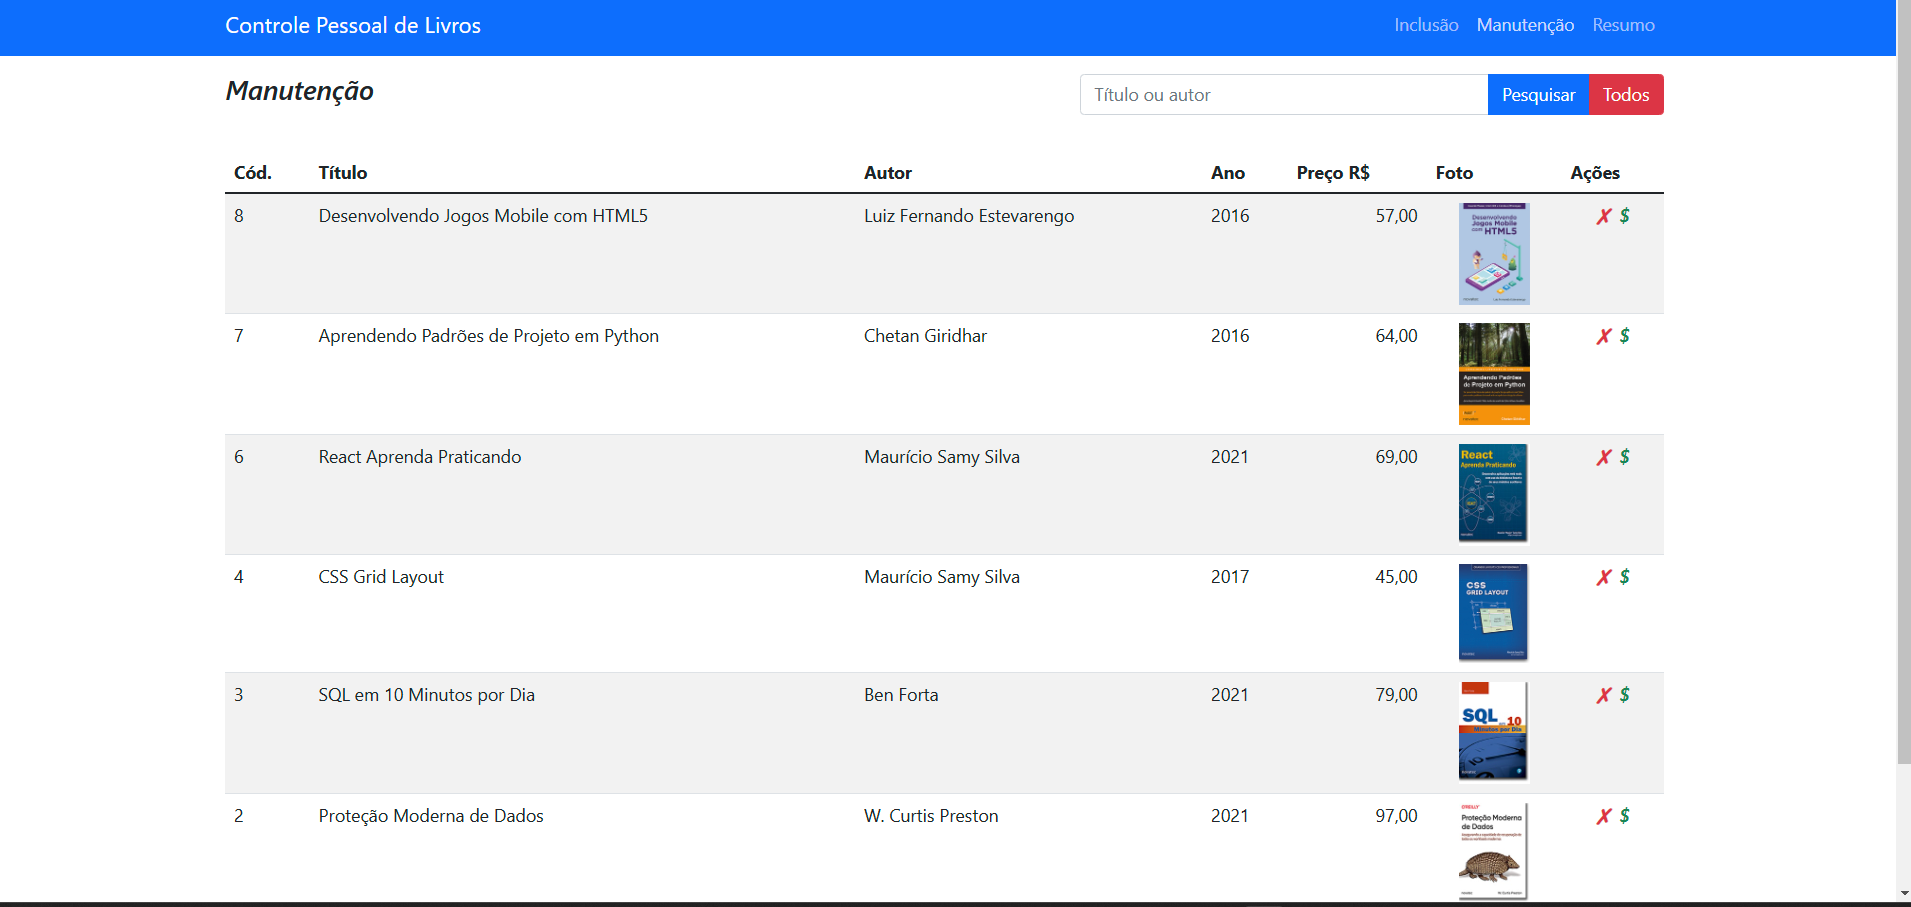 Controle Pessoal de Livros Inclusão Manutenção Resumo
Manutenção Título ou autor Pesquisar Todos
Cód. Título Autor Ano Preço R$ Foto Ações
8 Desenvolvendo Jogos Mobile com HTML5 Luiz Fernando Estevarengo 2016 57,00 ✗ $
Desenvolvendo
Jogos Mobile
com HTML5
7 Aprendendo Padrões de Projeto em Python Chetan Giridhar 2016 64,00 ✗ $
Aprendendo Padrões
de Projeto em Python
6 React Aprenda Praticando Maurício Samy Silva 2021 69,00 ✗ $
React
Aprenda Praticando
4 CSS Grid Layout Maurício Samy Silva 2017 45,00 ✗ $
CSS
GRID LAYOUT
3 SQL em 10 Minutos por Dia Ben Forta 2021 79,00 ✗ $
SQL em 10
Minutos por Dia
2 Proteção Moderna de Dados W. Curtis Preston 2021 97,00 ✗ $
O'REILLY
Proteção Moderna
de Dados
W. Curtis Preston